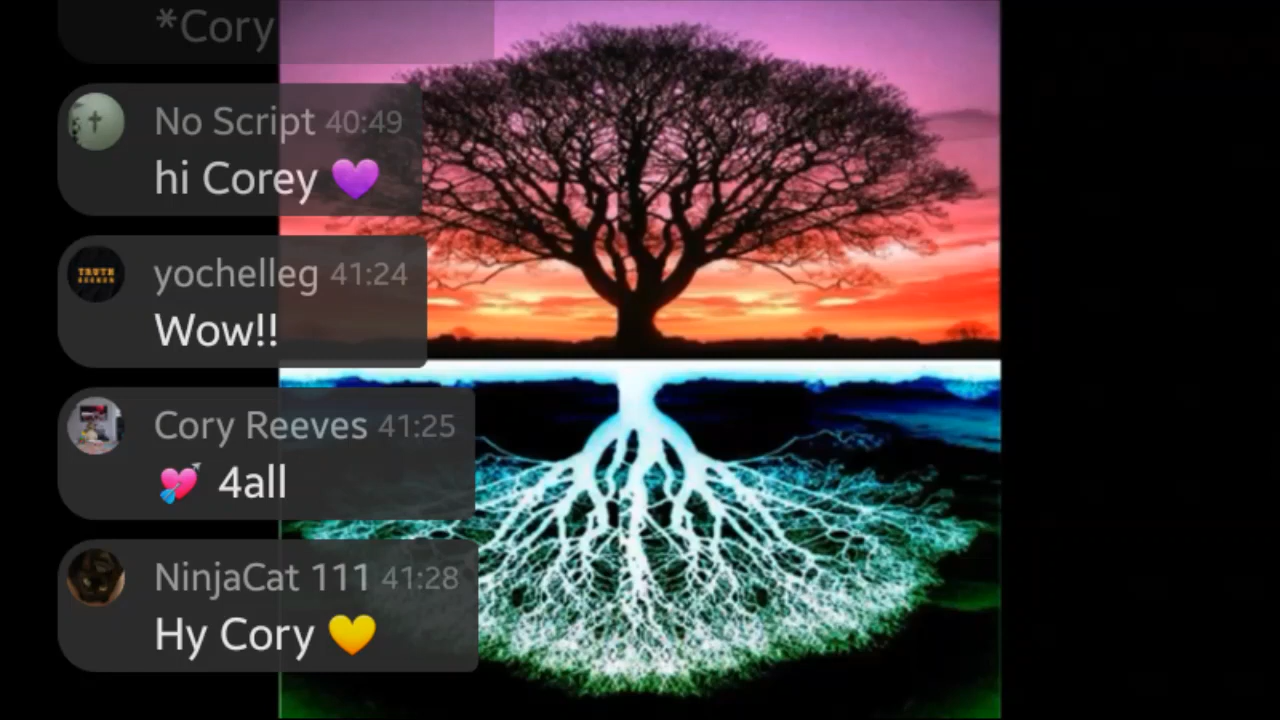 *Cory
No Script 40:49
hi Corey 💜
yochelleg 41:24
Wow!!
TRUTH
Cory Reeves 41:25
💘 4all
NinjaCat 111 41:28
Hy Cory 💛